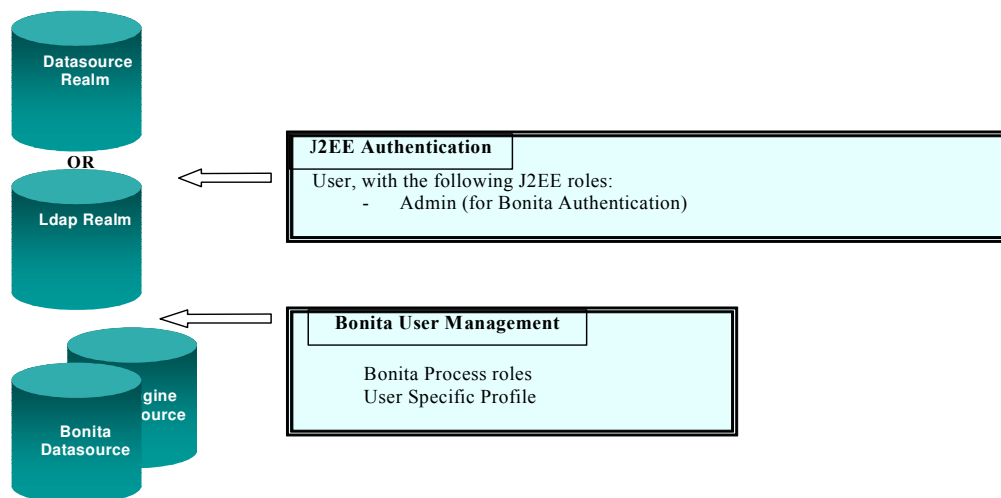 Datasource
Realm
OR
Ldap Realm
J2EE Authentication
User, with the following J2EE roles:
- Admin (for Bonita Authentication)
Bonita User Management
Bonita Process roles
User Specific Profile
Bonita
Datasource